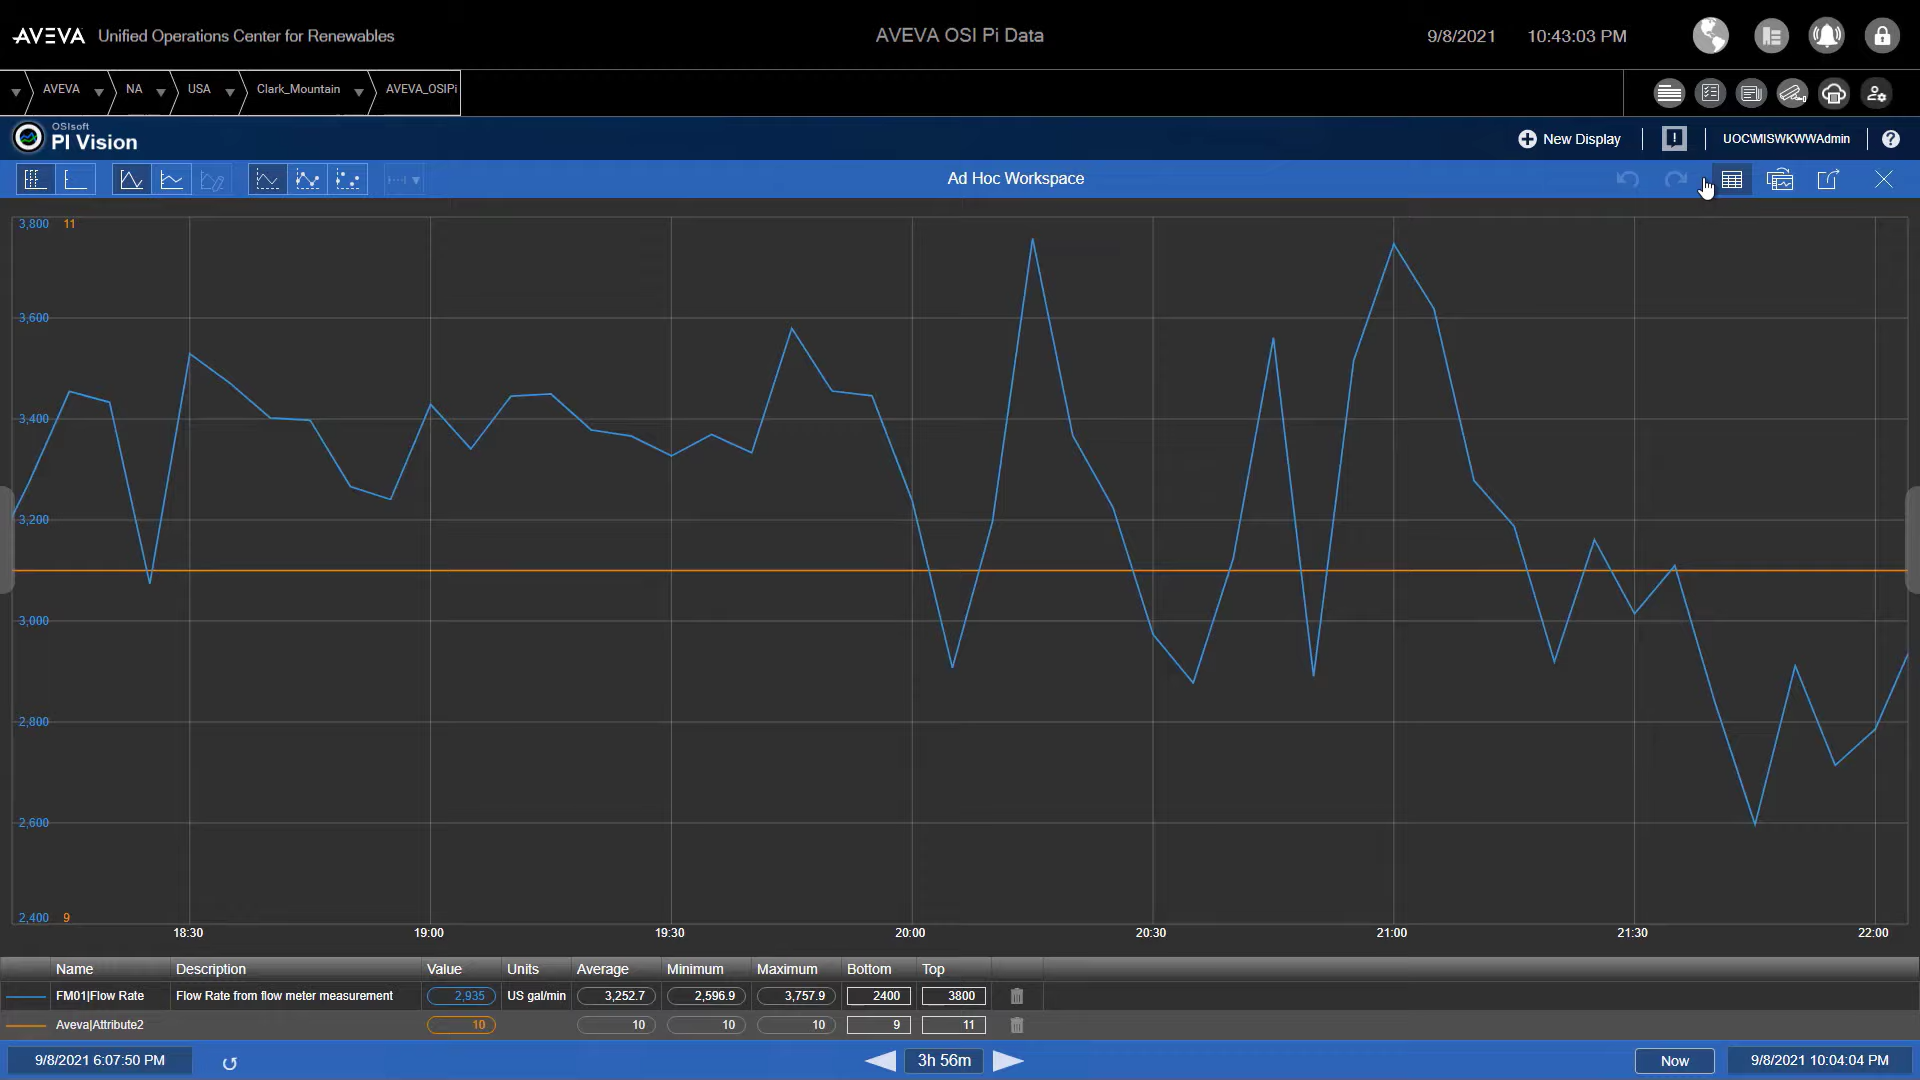 AVEVA Unified Operations Center for Renewables
AVEVA OSI Pi Data
9/8/2021 10:43:03 PM
AVEVA NA USA Clark_Mountain AVEVA_OSIPi
OSIsoft
PI Vision
New Display
UOC\MISWKWWAdmin
Ad Hoc Workspace
3,800 11
3,600
3,400
3,200
3,000
2,800
2,600
2,400 9
18:30 19:00 19:30 20:00 20:30 21:00 21:30 22:00
Name Description Value Units Average Minimum Maximum Bottom Top
FM01|Flow Rate Flow Rate from flow meter measurement 2,935 US gal/min 3,252.7 2,596.9 3,757.9 2400 3800
Aveva|Attribute2 10 10 10 10 9 11
9/8/2021 6:07:50 PM 3h 56m Now 9/8/2021 10:04:04 PM